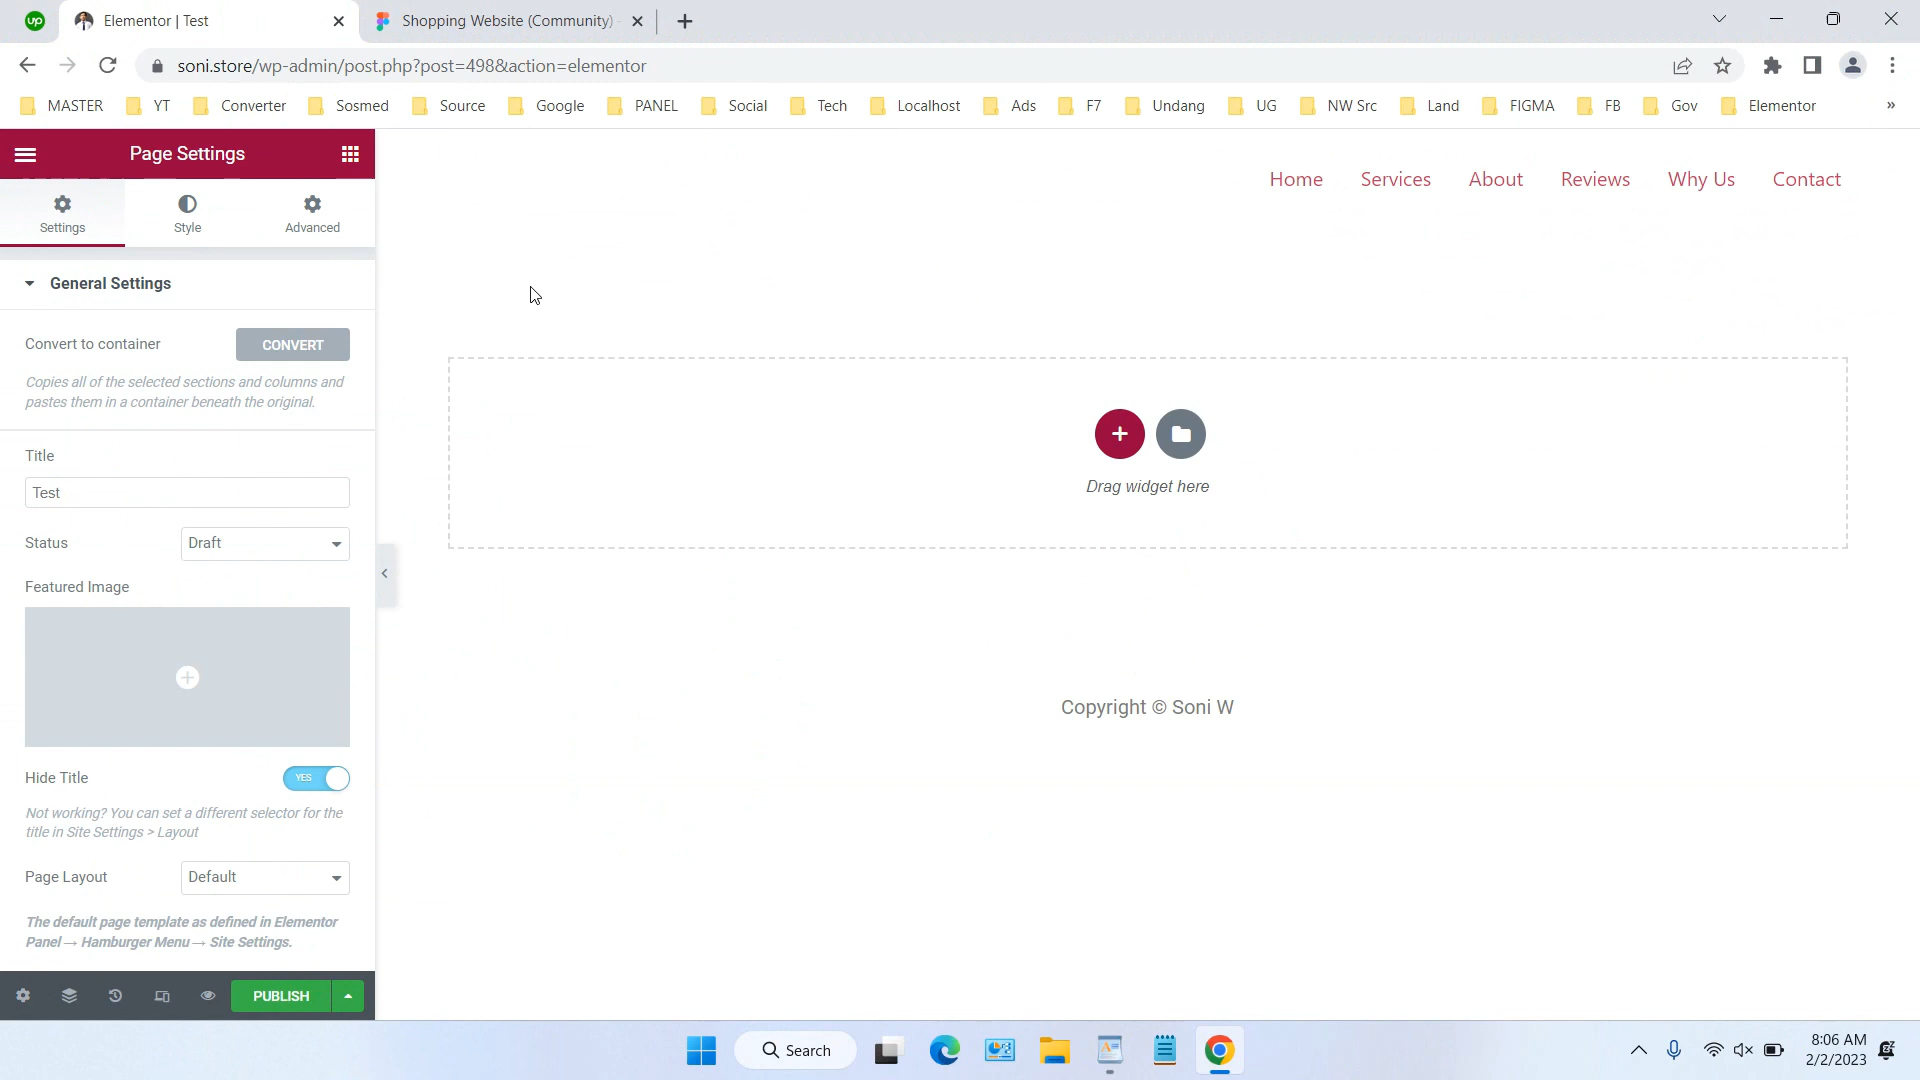 Elementor | Test
Shopping Website (Community)
soni.store/wp-admin/post.php?post=498&action=elementor
MASTER YT Converter Sosmed Source Google PANEL Social Tech Localhost Ads F7 Undang UG NW Src Land FIGMA FB Gov Elementor »
Page Settings
Home Services About Reviews Why Us Contact
Settings Style Advanced
General Settings
Convert to container CONVERT
Copies all of the selected sections and columns and
pastes them in a container beneath the original.
Title
Test
Status Draft
Featured Image
Drag widget here
Copyright © Soni W
Hide Title YES
Not working? You can set a different selector for the
title in Site Settings > Layout
Page Layout Default
The default page template as defined in Elementor
Panel → Hamburger Menu → Site Settings.
PUBLISH
Search
8:06 AM
2/2/2023